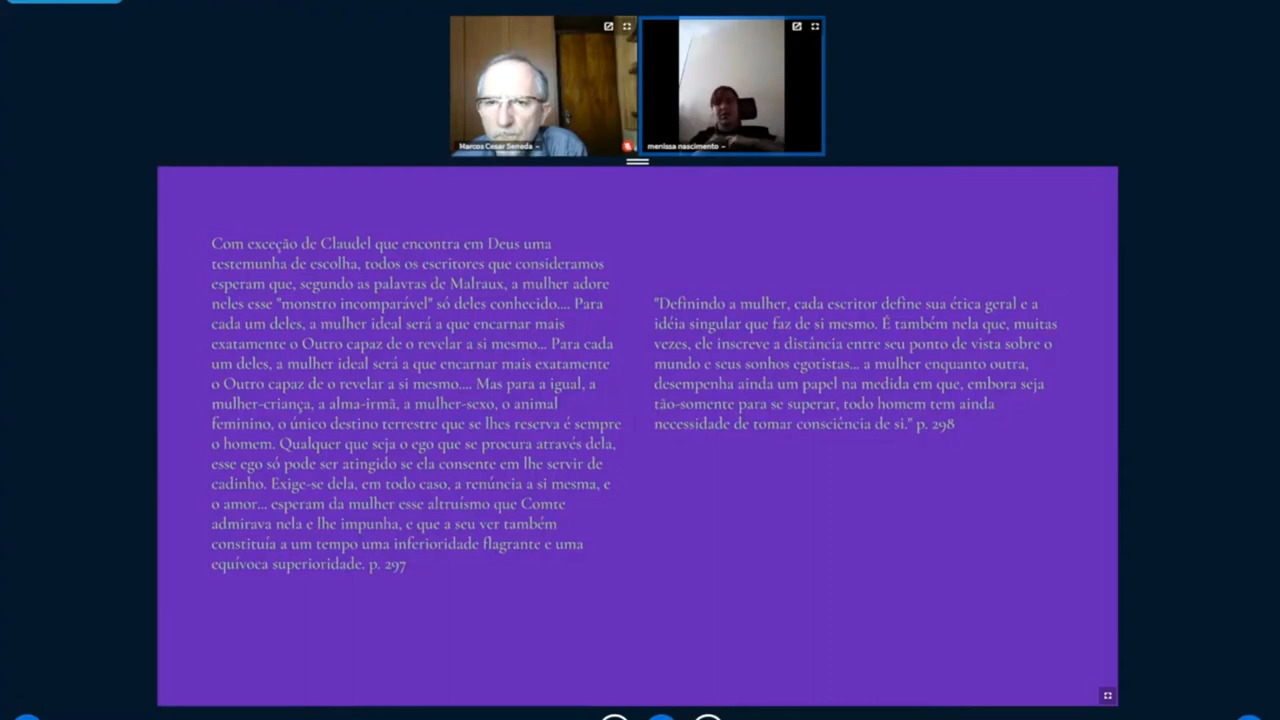 Marcos Cesar Seneda
menissa nascimento
Com exceção de Claudel que encontra em Deus uma
testemunha de escolha, todos os escritores que consideramos
esperam que, segundo as palavras de Malraux, a mulher adore
neles esse "monstro incomparável" só deles conhecido.... Para
cada um deles, a mulher ideal será a que encarnar mais
exatamente o Outro capaz de o revelar a si mesmo... Para cada
um deles, a mulher ideal será a que encarnar mais exatamente
o Outro capaz de o revelar a si mesmo.... Mas para a igual, a
mulher-criança, a alma-irmã, a mulher-sexo, o animal
feminino, o único destino terrestre que se lhes reserva é sempre
o homem. Qualquer que seja o ego que se procura através dela,
esse ego só pode ser atingido se ela consente em lhe servir de
cadinho. Exige-se dela, em todo caso, a renúncia a si mesma, e
o amor... esperam da mulher esse altruísmo que Comte
admirava nela e lhe impunha, e que a seu ver também
constituía a um tempo uma inferioridade flagrante e uma
equívoca superioridade. p. 297
"Definindo a mulher, cada escritor define sua ética geral e a
idéia singular que faz de si mesmo. É também nela que, muitas
vezes, ele inscreve a distância entre seu ponto de vista sobre o
mundo e seus sonhos egotistas... a mulher enquanto outra,
desempenha ainda um papel na medida em que, embora seja
tão-somente para se superar, todo homem tem ainda
necessidade de tomar consciência de si." p. 298